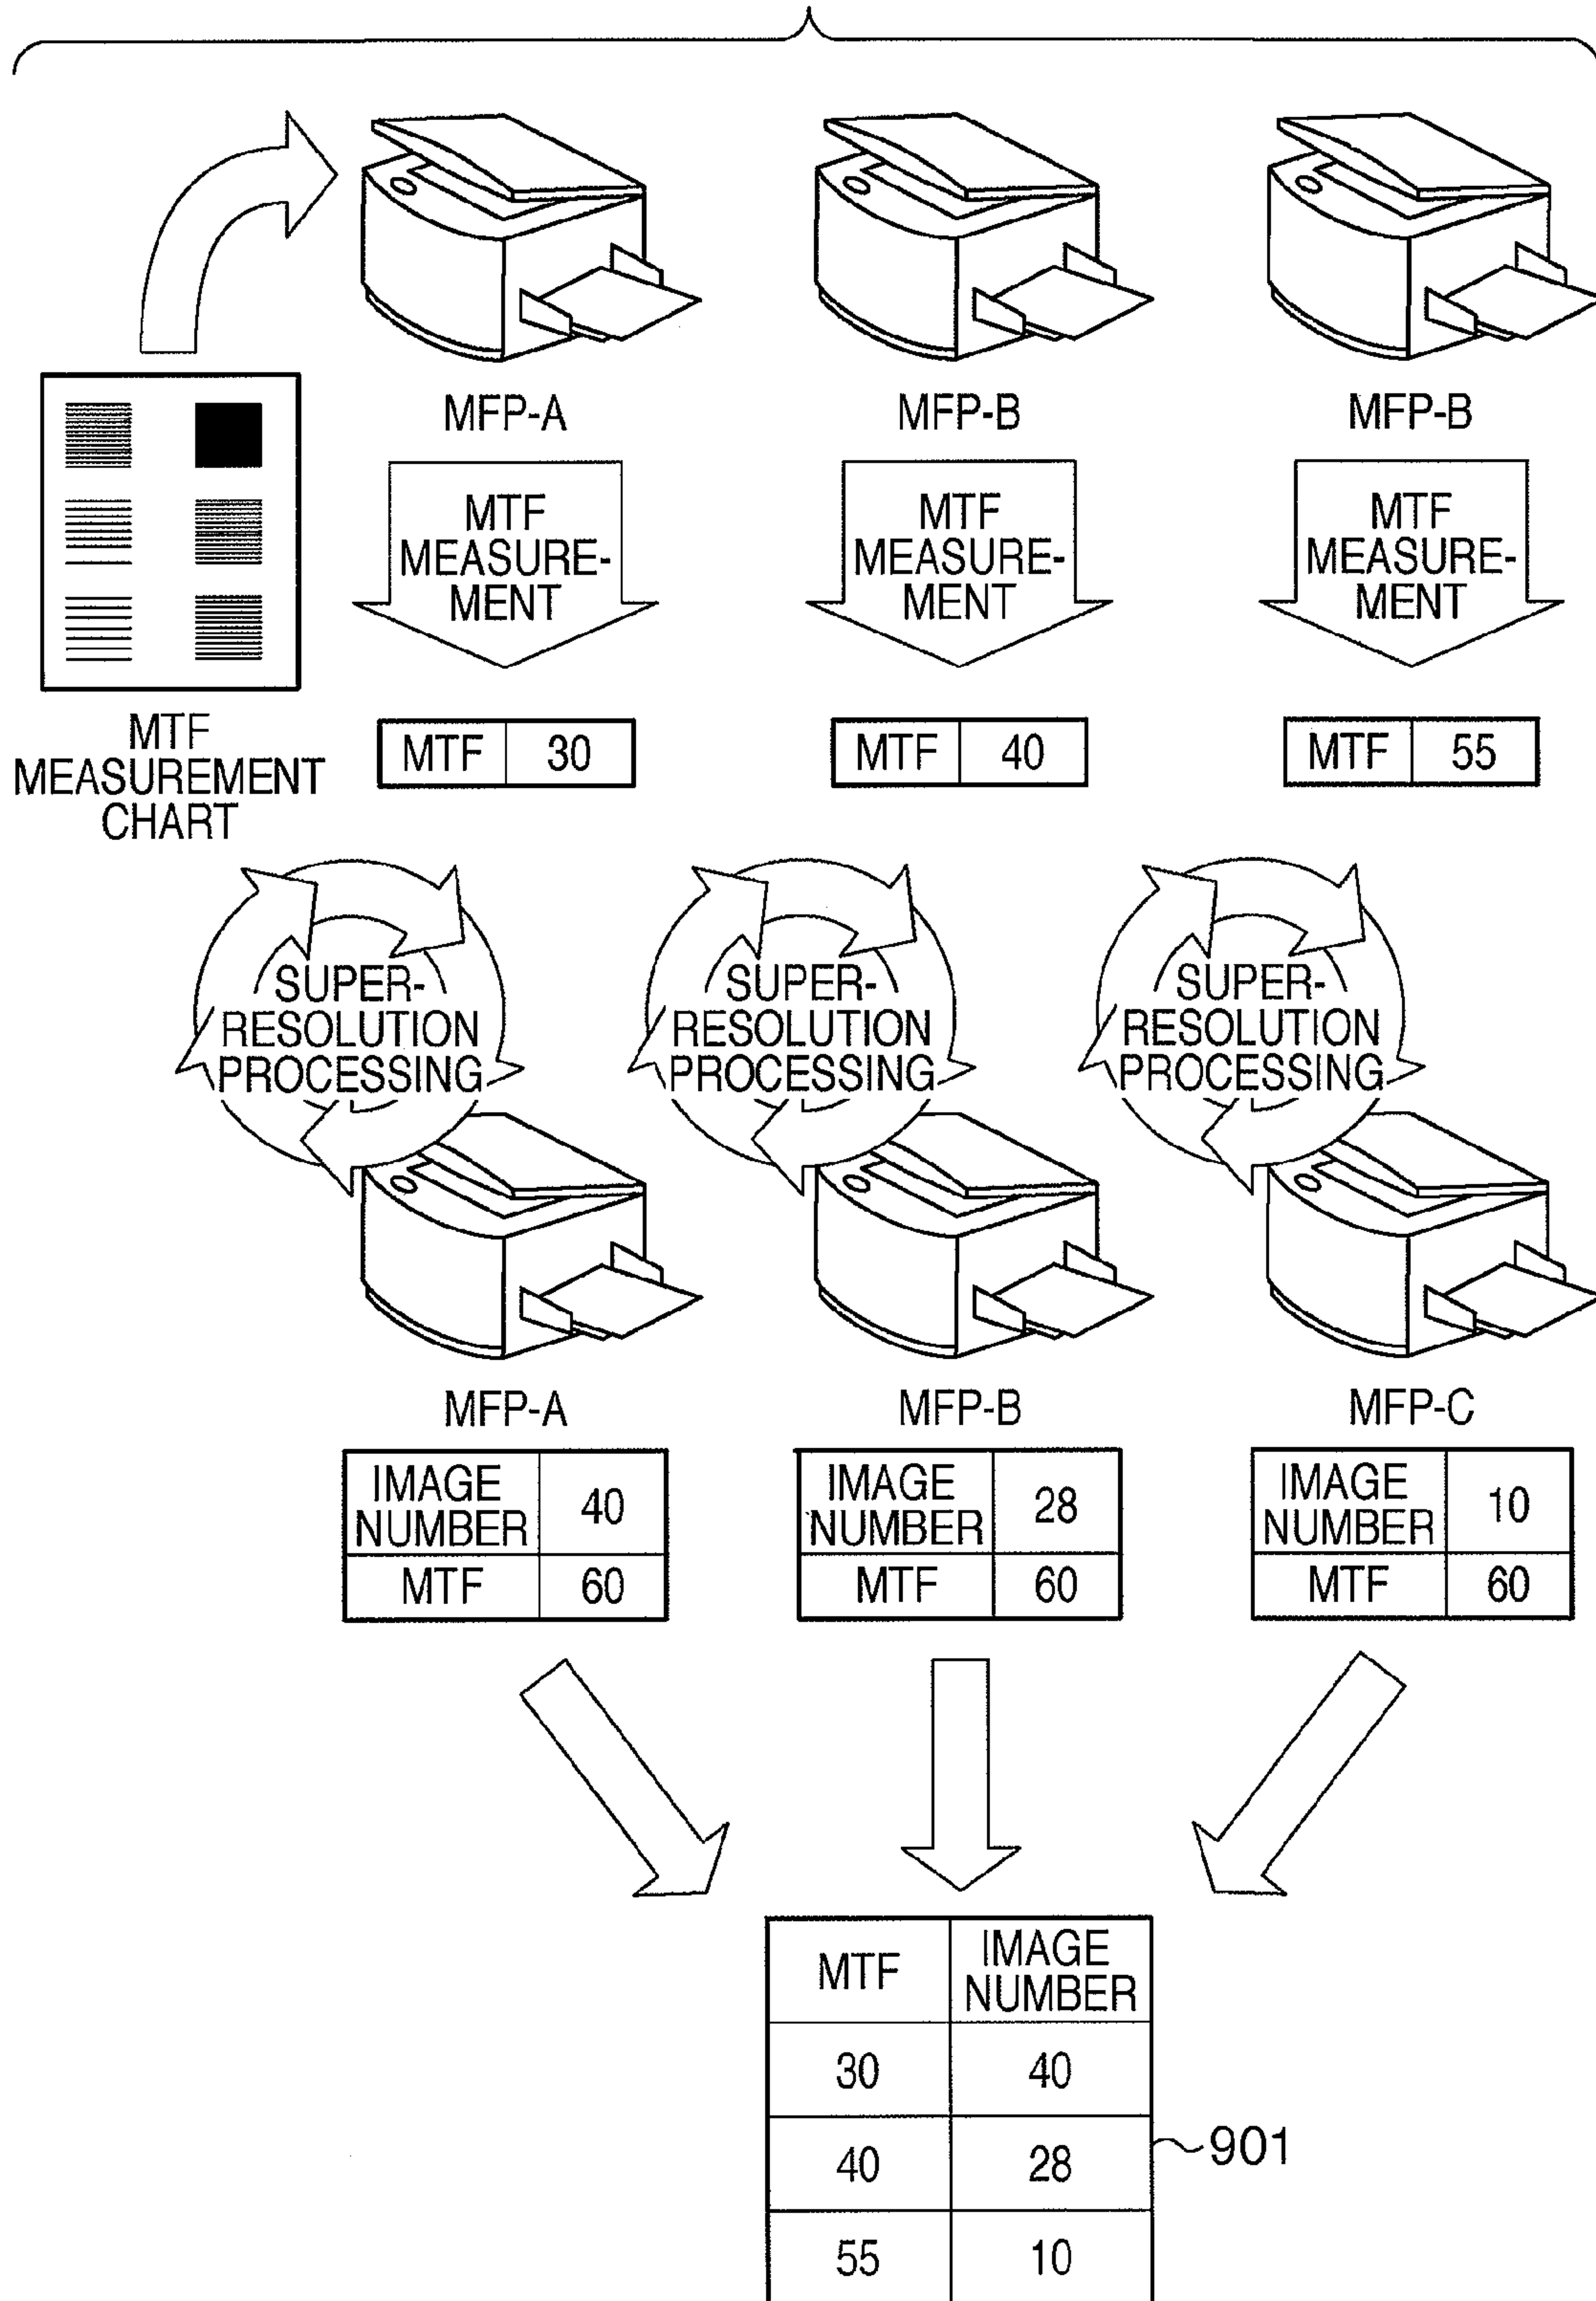 MFP-A
MFP-B
MFP-B
MTF
MEASURE-
MENT
MTF
MEASURE-
MENT
MTF
MEASURE-
MENT
MTF
MEASUREMENT
CHART
MTF 30
MTF 40
MTF 55
SUPER-
RESOLUTION
PROCESSING
SUPER-
RESOLUTION
PROCESSING
SUPER-
RESOLUTION
PROCESSING
MFP-A
MFP-B
MFP-C
IMAGE
NUMBER 40
MTF 60
IMAGE
NUMBER 28
MTF 60
IMAGE
NUMBER 10
MTF 60
MTF IMAGE
NUMBER
30 40
40 28
901
55 10